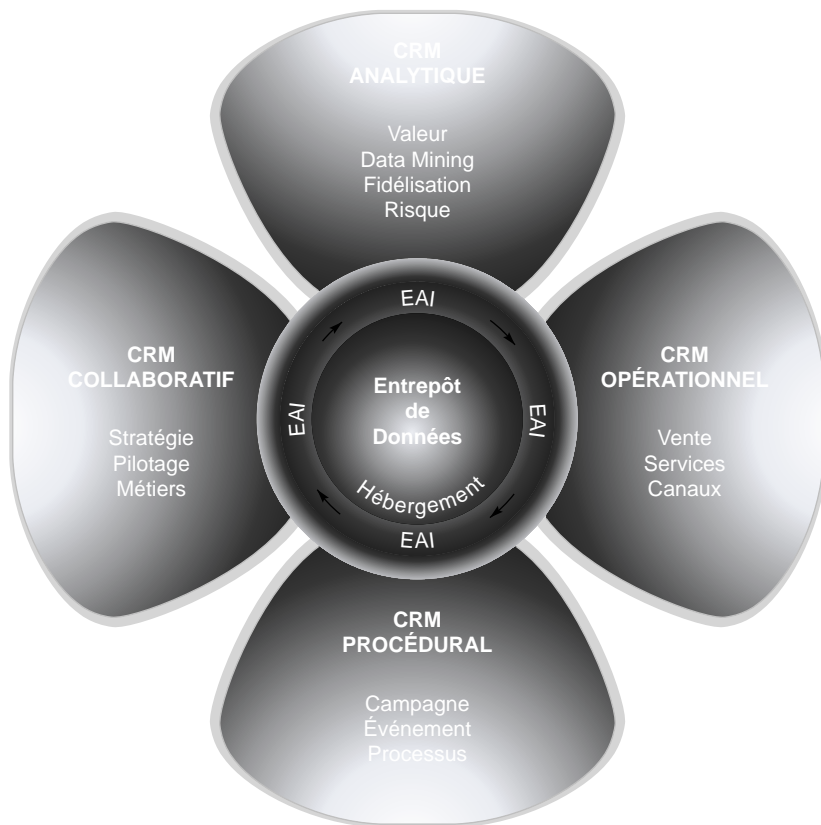 CRM
ANALYTIQUE
Valeur
Data Mining
Fidélisation
Risque
EAI
CRM
COLLABORATIF
Stratégie
Pilotage
Métiers
EAI
Entrepôt
de
Données
Hébergement
EAI
CRM
OPÉRATIONNEL
Vente
Services
Canaux
EAI
CRM
PROCÉDURAL
Campagne
Événement
Processus